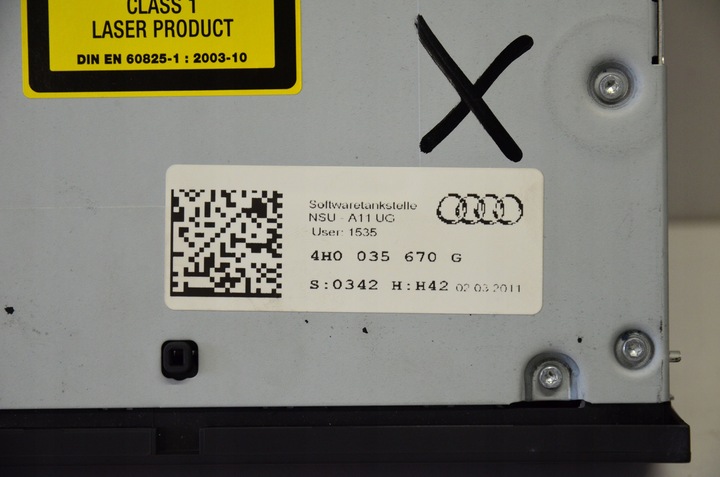 CLASS 1
LASER PRODUCT
DIN EN 60825-1 : 2003-10
X
Softwaretankstelle
NSU - A11 UG
User: 1535
4H0 035 670 G
S:0342 H:H42 02.03.2011